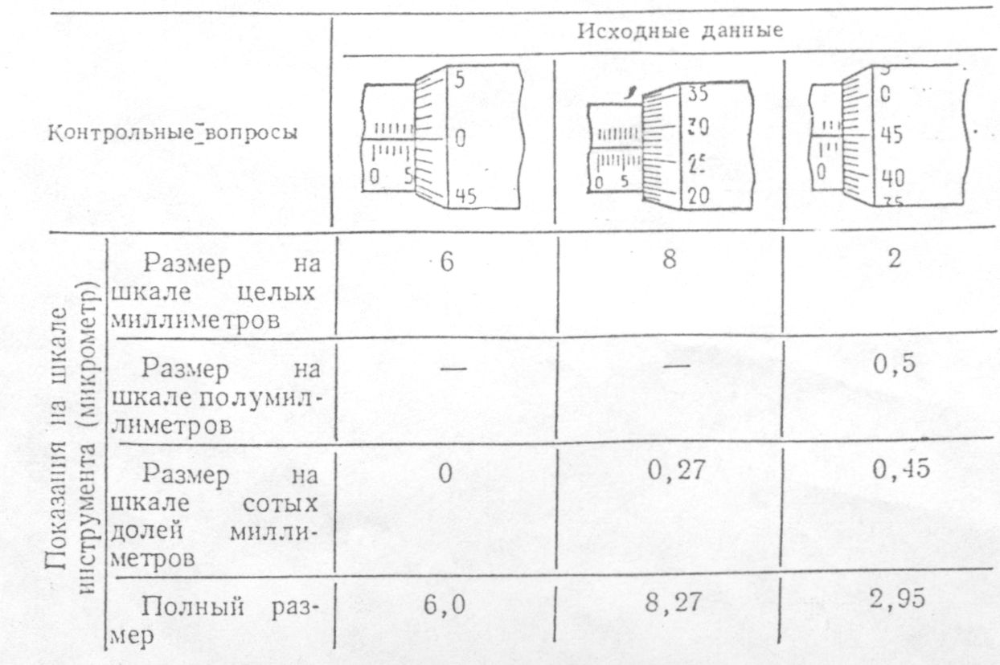 Исходные данные
Контрольные вопросы
5
0
45
0 5
35
30
25
20
0 5
5
0
45
40
35
0
Показания на шкале
инструмента (микрометр)
Размер на
шкале целых
миллиметров
6
8
2
Размер на
шкале полумил-
лиметров
—
—
0,5
Размер на
шкале сотых
долей милли-
метров
0
0,27
0,45
Полный раз-
мер
6,0
8,27
2,95